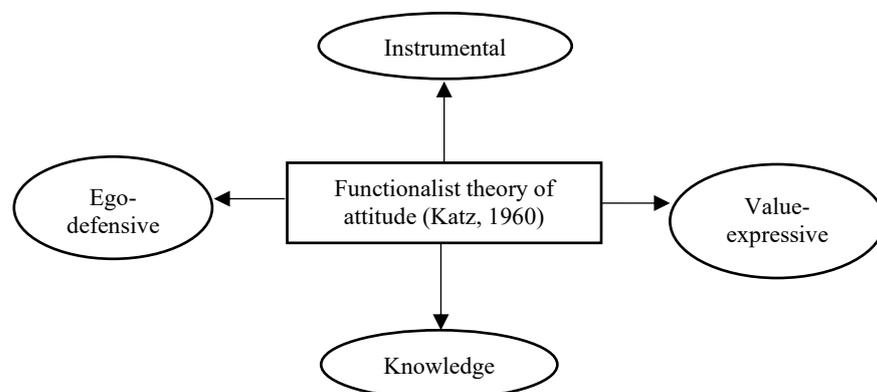 Instrumental
Functionalist theory of
attitude (Katz, 1960)
Ego-
defensive
Value-
expressive
Knowledge